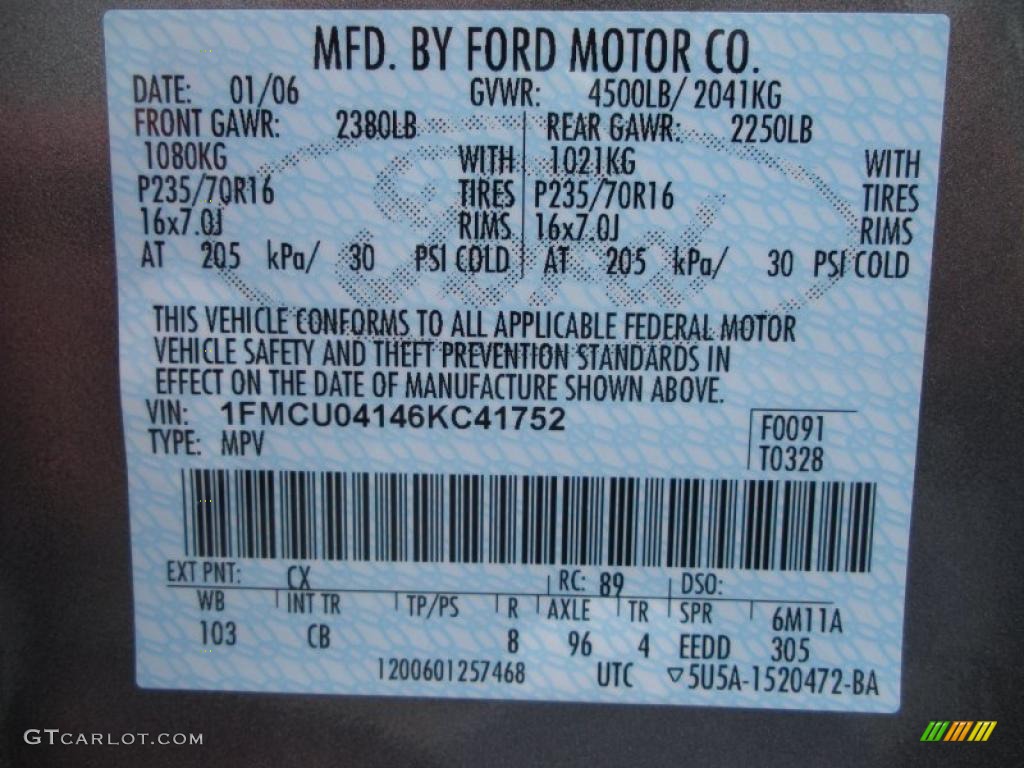 MFD. BY FORD MOTOR CO.
DATE: 01/06 GVWR: 4500LB/ 2041KG
FRONT GAWR: 2380LB REAR GAWR: 2250LB
1080KG WITH 1021KG WITH
P235/70R16 TIRES P235/70R16 TIRES
16x7.0J RIMS 16x7.0J RIMS
AT 205 kPa/ 30 PSI COLD AT 205 kPa/ 30 PSI COLD
THIS VEHICLE CONFORMS TO ALL APPLICABLE FEDERAL MOTOR
VEHICLE SAFETY AND THEFT PREVENTION STANDARDS IN
EFFECT ON THE DATE OF MANUFACTURE SHOWN ABOVE.
VIN: 1FMCU04146KC41752
TYPE: MPV
F0091
T0328
EXT PNT: CX RC: 89 DSO:
WB INT TR TP/PS R AXLE TR SPR 6M11A
103 CB 8 96 4 EEDD 305
1200601257468 UTC ▽5U5A-1520472-BA
GTCARLOT.COM